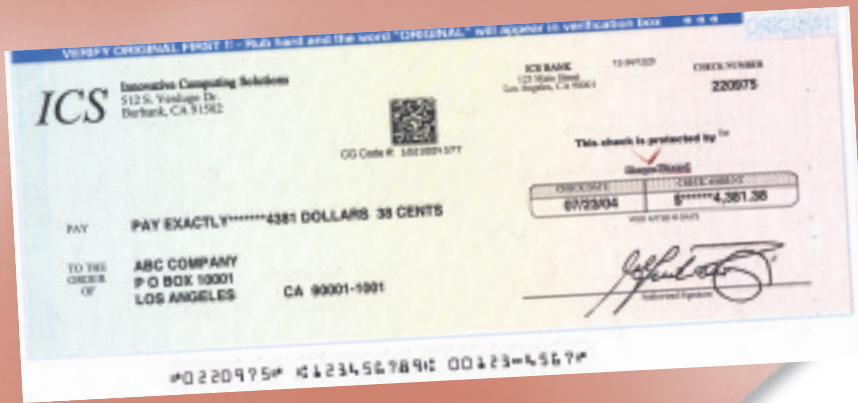 VERIFY ORIGINAL FIRST !! - Rub hard and the word "ORIGINAL" will appear in verification box
ORIGINAL
ICS
Innovative Computing Solutions
512 S. Verdugo Dr.
Burbank, CA 91502
ICS BANK
123 Main Street
Los Angeles, CA 90001
CHECK NUMBER
220975
CG Code #:
This check is protected by
CHECK DATE
CHECK AMOUNT
07/23/04
$******4,381.38
PAY
PAY EXACTLY*******4381 DOLLARS 38 CENTS
TO THE
ORDER
OF
ABC COMPANY
P O BOX 10001
LOS ANGELES CA 90001-1001
Authorized Signature
⑈0220975⑈ ⑆123456789⑆ 00123⑉4567⑈